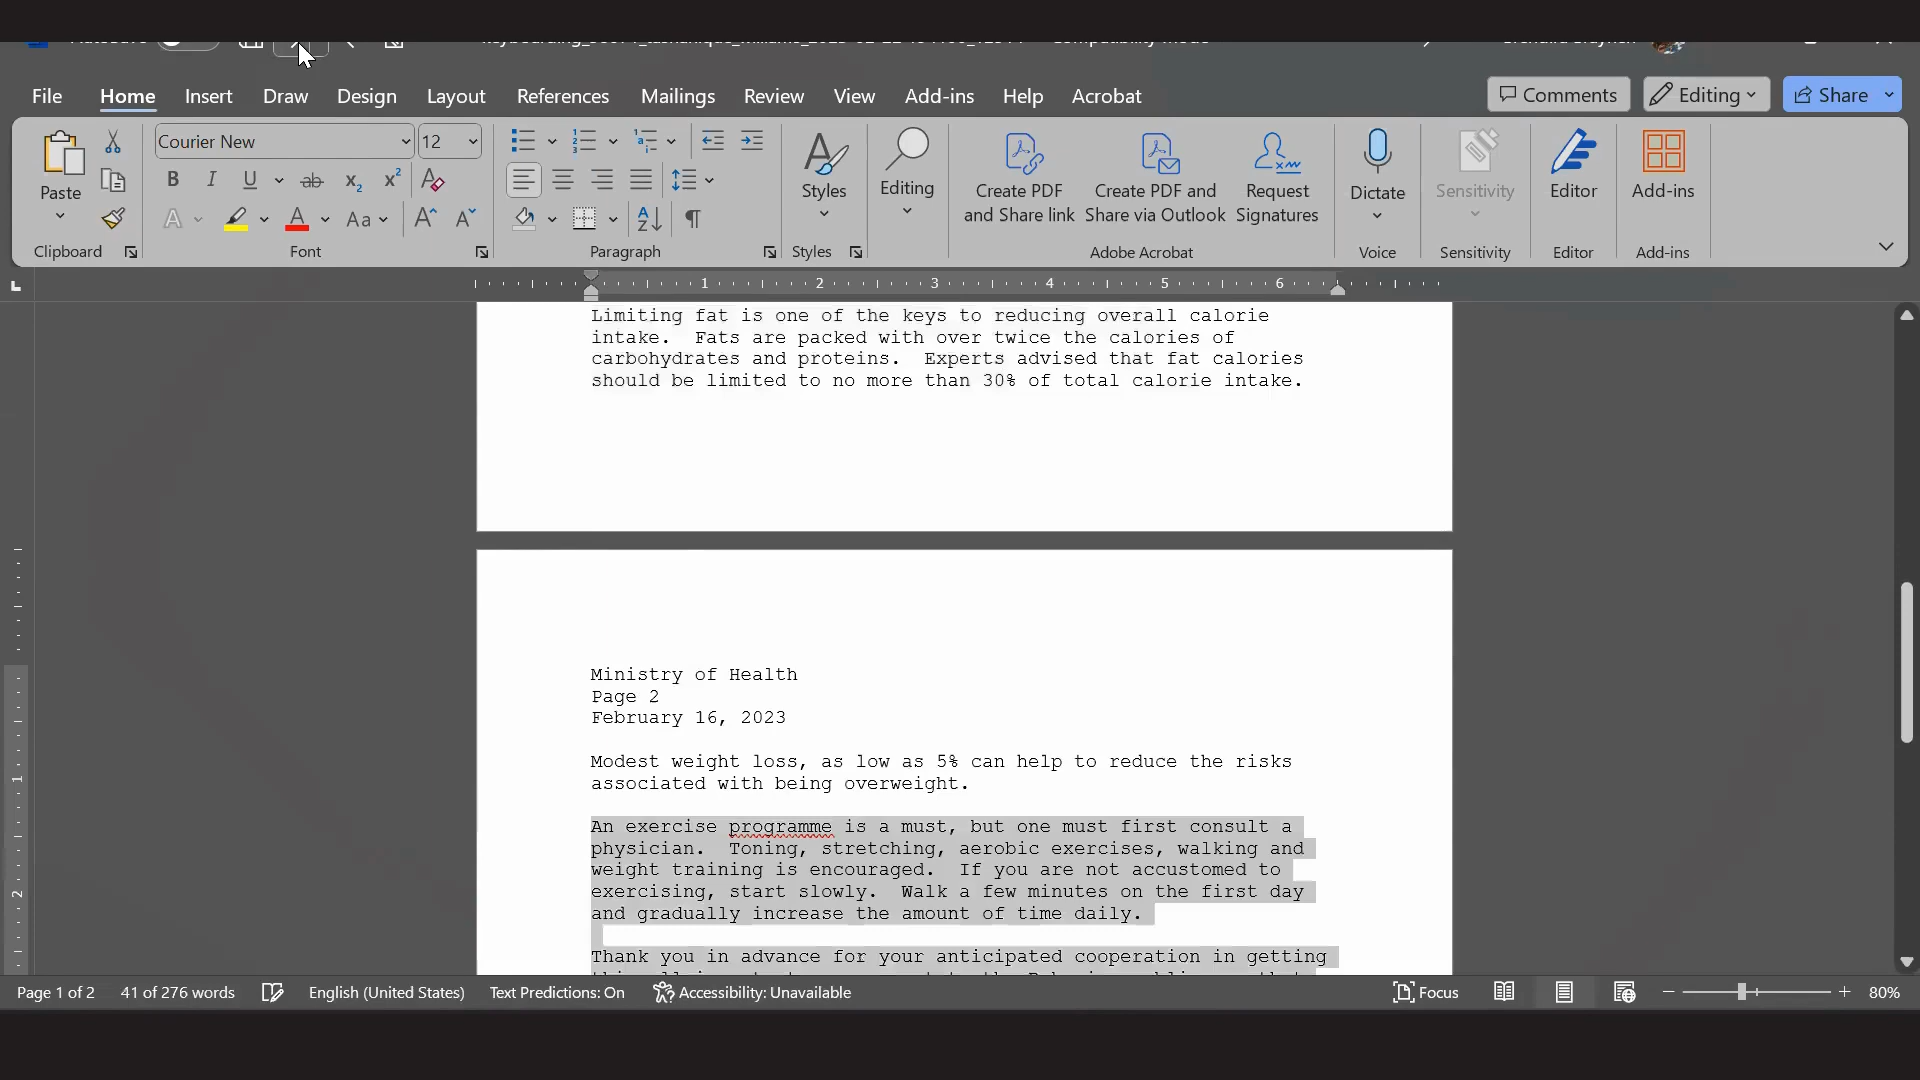 File Home Insert Draw Design Layout References Mailings Review View Add-ins Help Acrobat Comments Editing Share
Paste
Courier New 12
Styles
Editing
Create PDF and Share link
Create PDF and Share via Outlook
Request Signatures
Dictate
Sensitivity
Editor
Add-ins
Clipboard Font Paragraph Styles Adobe Acrobat Voice Sensitivity Editor Add-ins
1 2 3 4 5 6
Limiting fat is one of the keys to reducing overall calorie
intake. Fats are packed with over twice the calories of
carbohydrates and proteins. Experts advised that fat calories
should be limited to no more than 30% of total calorie intake.
Ministry of Health
Page 2
February 16, 2023
Modest weight loss, as low as 5% can help to reduce the risks
associated with being overweight.
An exercise programme is a must, but one must first consult a
physician. Toning, stretching, aerobic exercises, walking and
weight training is encouraged. If you are not accustomed to
exercising, start slowly. Walk a few minutes on the first day
and gradually increase the amount of time daily.
Thank you in advance for your anticipated cooperation in getting
Page 1 of 2 41 of 276 words English (United States) Text Predictions: On Accessibility: Unavailable Focus 80%